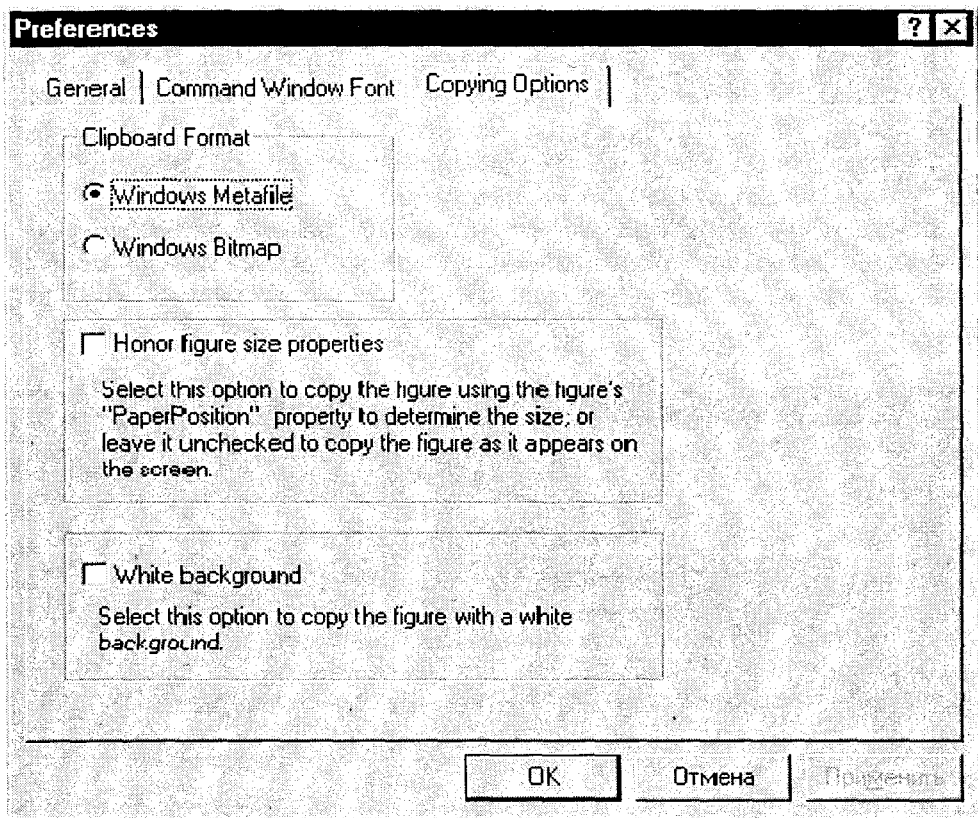 Preferences
General Command Window Font Copying Options
Clipboard Format
Windows Metafile
Windows Bitmap
Honor figure size properties
Select this option to copy the figure using the figure's
"PaperPosition" property to determine the size, or
leave it unchecked to copy the figure as it appears on
the screen.
White background
Select this option to copy the figure with a white
background.
OK Отмена Применить